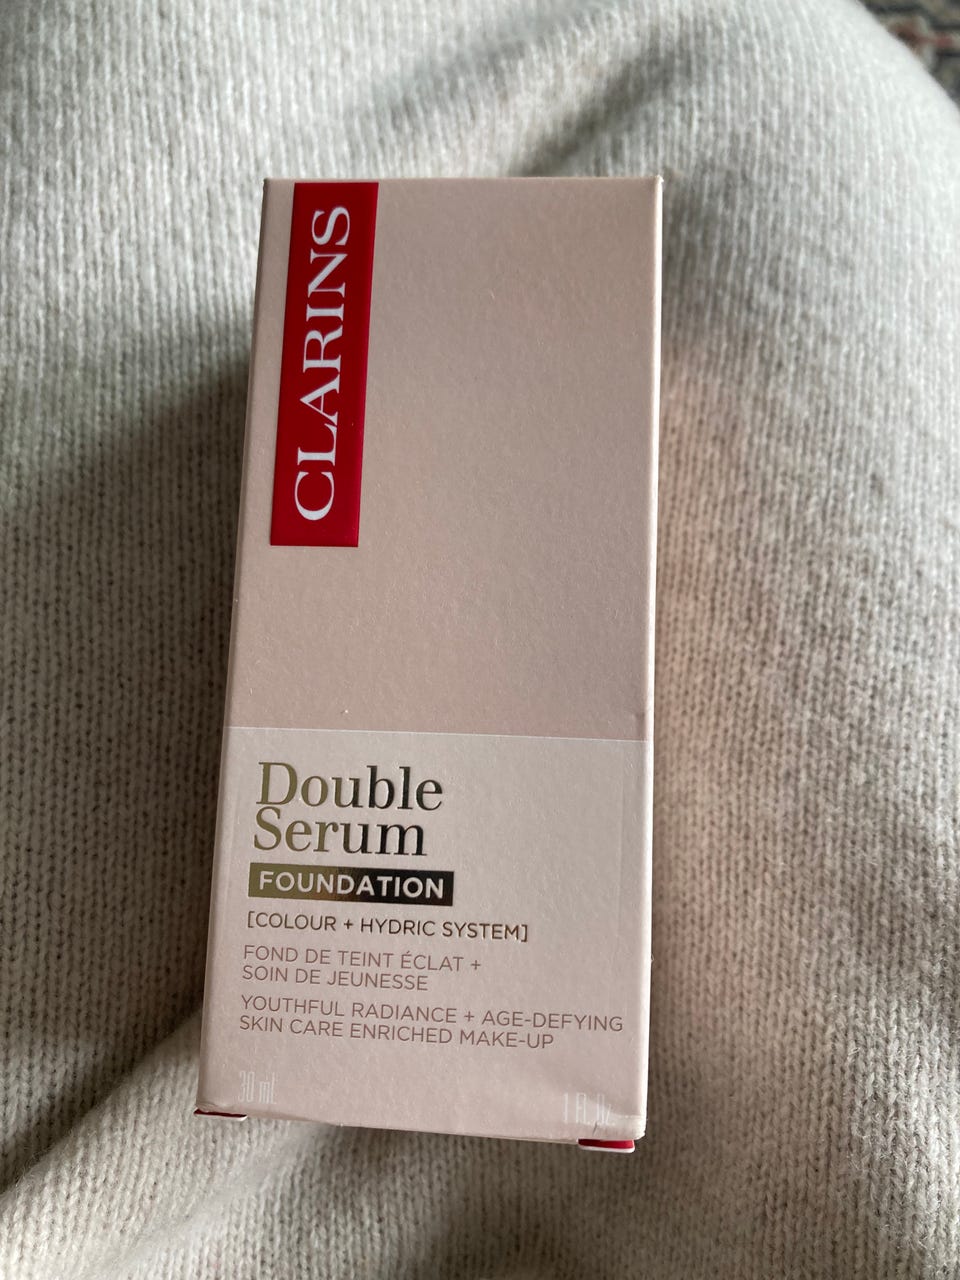 CLARINS
Double
Serum
FOUNDATION
[COLOUR + HYDRIC SYSTEM]
FOND DE TEINT ÉCLAT +
SOIN DE JEUNESSE
YOUTHFUL RADIANCE + AGE-DEFYING
SKIN CARE ENRICHED MAKE-UP
30 mL
1 Fl.Oz.